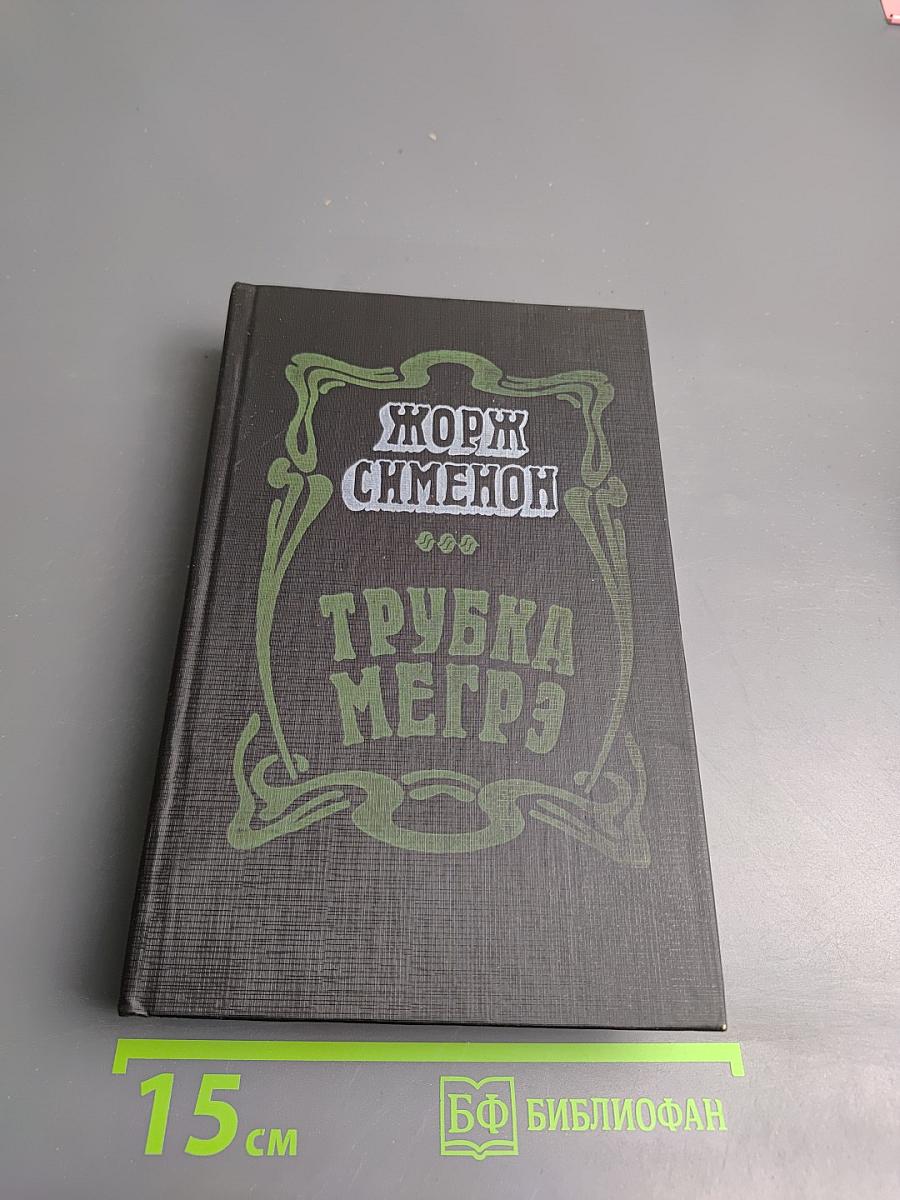 ЖОРЖ
СИМЕНОН
ТРУБКА
МЕГРЭ
15 см
БФ БИБЛИОФАН